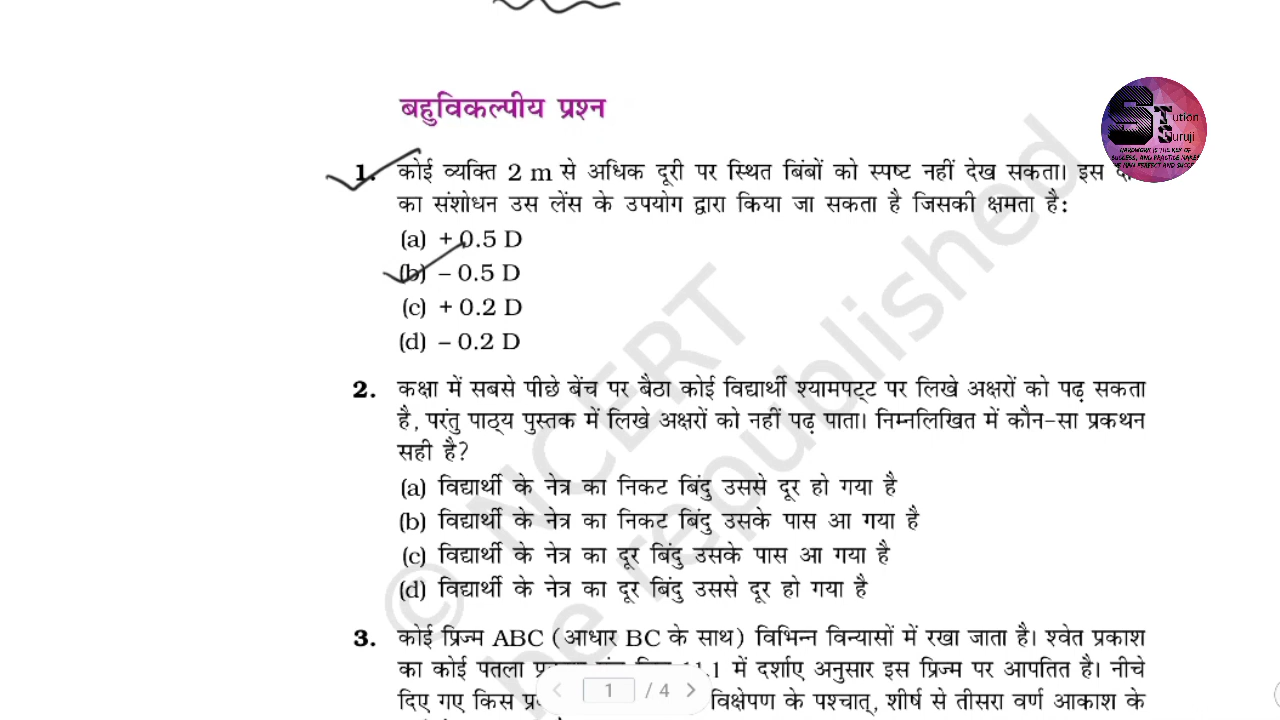 बहुविकल्पीय प्रश्न
S Tution
Guruji
1. कोई व्यक्ति 2 m से अधिक दूरी पर स्थित बिंबों को स्पष्ट नहीं देख सकता। इस
का संशोधन उस लेंस के उपयोग द्वारा किया जा सकता है जिसकी क्षमता है:
(a) + 0.5 D
(b) – 0.5 D
(c) + 0.2 D
(d) – 0.2 D
2. कक्षा में सबसे पीछे बेंच पर बैठा कोई विद्यार्थी श्यामपट्ट पर लिखे अक्षरों को पढ़ सकता
है, परंतु पाठ्य पुस्तक में लिखे अक्षरों को नहीं पढ़ पाता। निम्नलिखित में कौन-सा प्रकथन
सही है?
(a) विद्यार्थी के नेत्र का निकट बिंदु उससे दूर हो गया है
(b) विद्यार्थी के नेत्र का निकट बिंदु उसके पास आ गया है
(c) विद्यार्थी के नेत्र का दूर बिंदु उसके पास आ गया है
(d) विद्यार्थी के नेत्र का दूर बिंदु उससे दूर हो गया है
3. कोई प्रिज्म ABC (आधार BC के साथ) विभिन्न विन्यासों में रखा जाता है। श्वेत प्रकाश
का कोई पतला में दर्शाए अनुसार इस प्रिज्म पर आपतित है। नीचे
दिए गए किस विक्षेपण के पश्चात्, शीर्ष से तीसरा वर्ण आकाश के
1 / 4
© NCERT
be republished